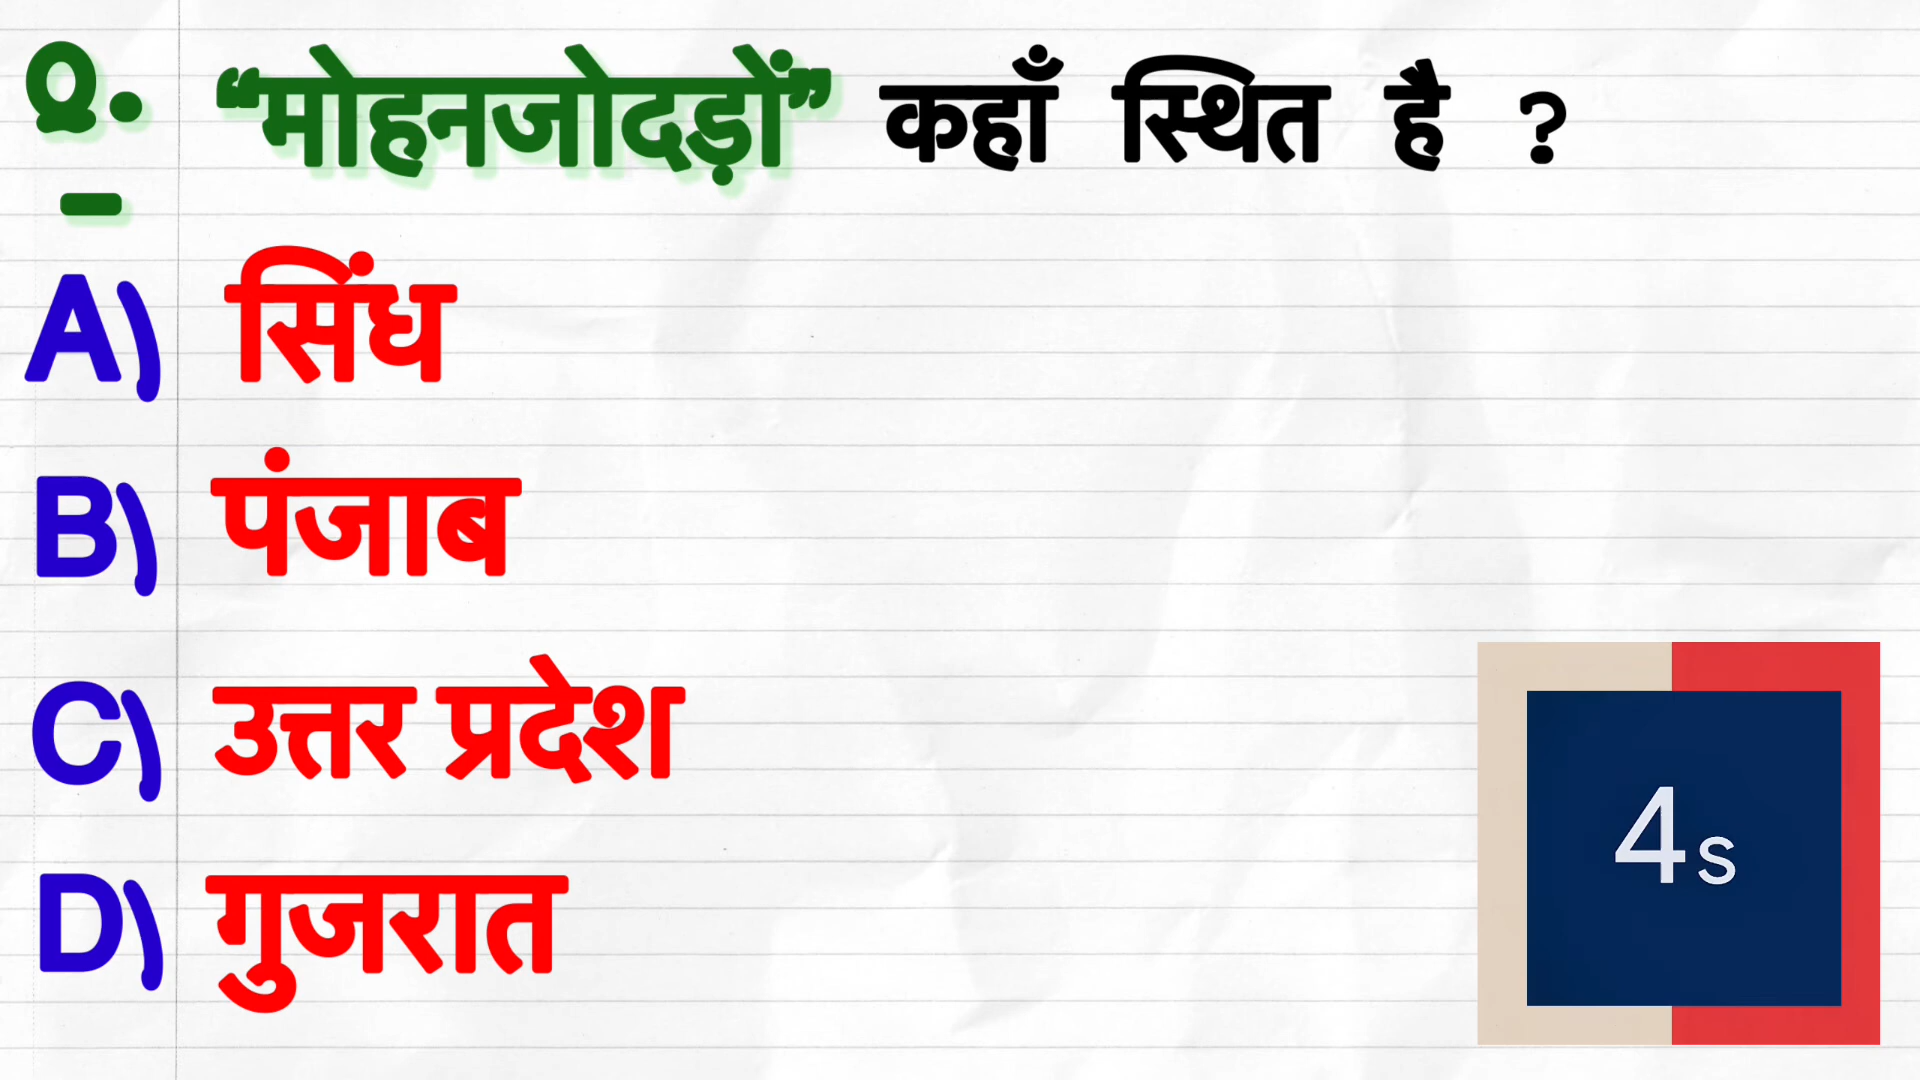 Q. “मोहनजोदड़ों” कहाँ स्थित है ?
-
A) सिंध
B) पंजाब
C) उत्तर प्रदेश
D) गुजरात
4s